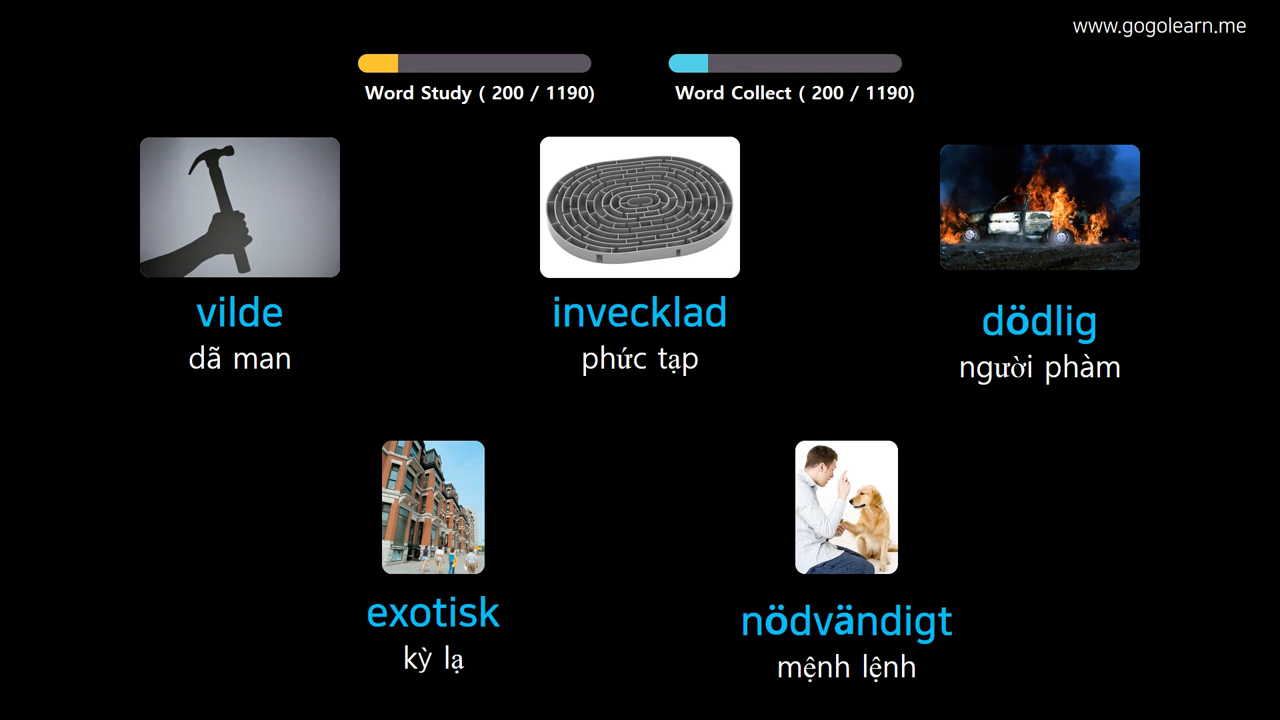 www.gogolearn.me
Word Study ( 200 / 1190)
Word Collect ( 200 / 1190)
vilde
dã man
invecklad
phức tạp
dödlig
người phàm
exotisk
kỳ lạ
nödvändigt
mệnh lệnh